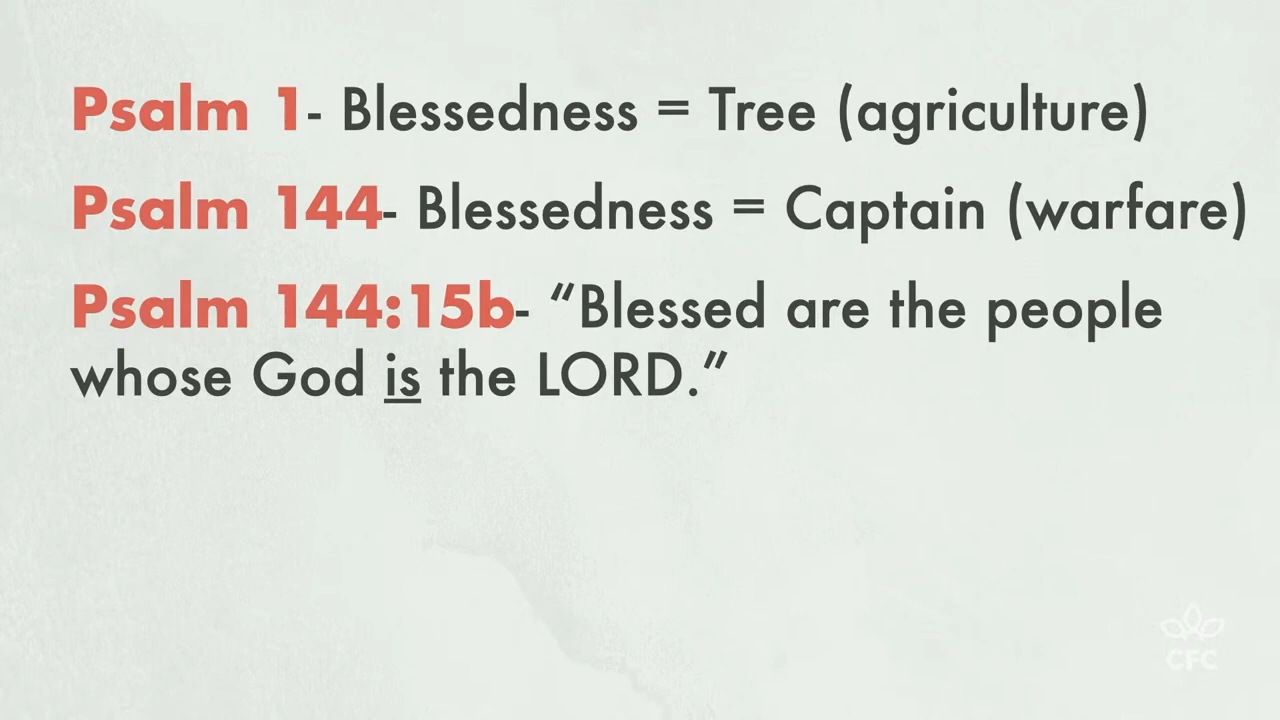 Psalm 1- Blessedness = Tree (agriculture)
Psalm 144- Blessedness = Captain (warfare)
Psalm 144:15b- “Blessed are the people
whose God is the LORD.”
CFC